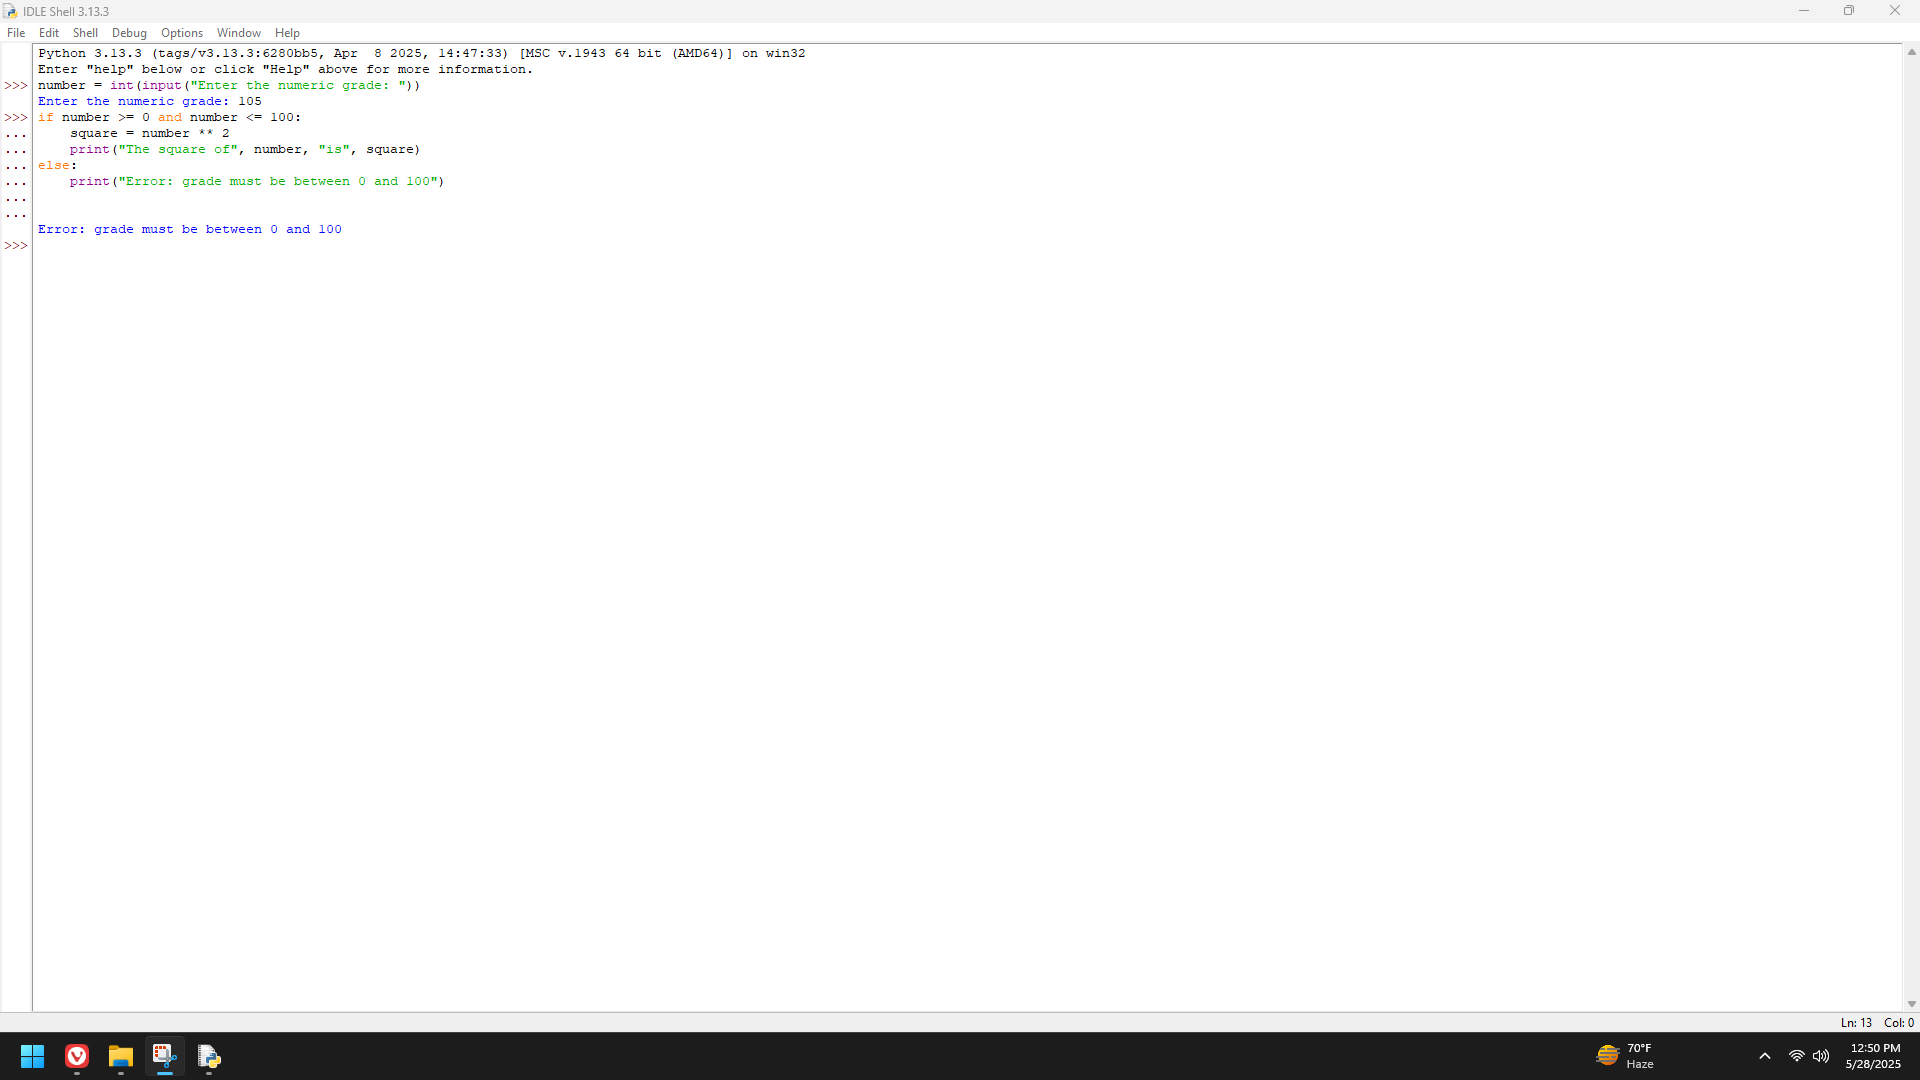 IDLE Shell 3.13.3
File Edit Shell Debug Options Window Help
Python 3.13.3 (tags/v3.13.3:6280bb5, Apr  8 2025, 14:47:33) [MSC v.1943 64 bit (AMD64)] on win32
Enter "help" below or click "Help" above for more information.
>>> number = int(input("Enter the numeric grade: "))
Enter the numeric grade: 105
>>> if number >= 0 and number <= 100:
...     square = number ** 2
...     print("The square of", number, "is", square)
... else:
...     print("Error: grade must be between 0 and 100")
...
...
Error: grade must be between 0 and 100
>>>
Ln: 13 Col: 0
70°F
Haze
12:50 PM
5/28/2025